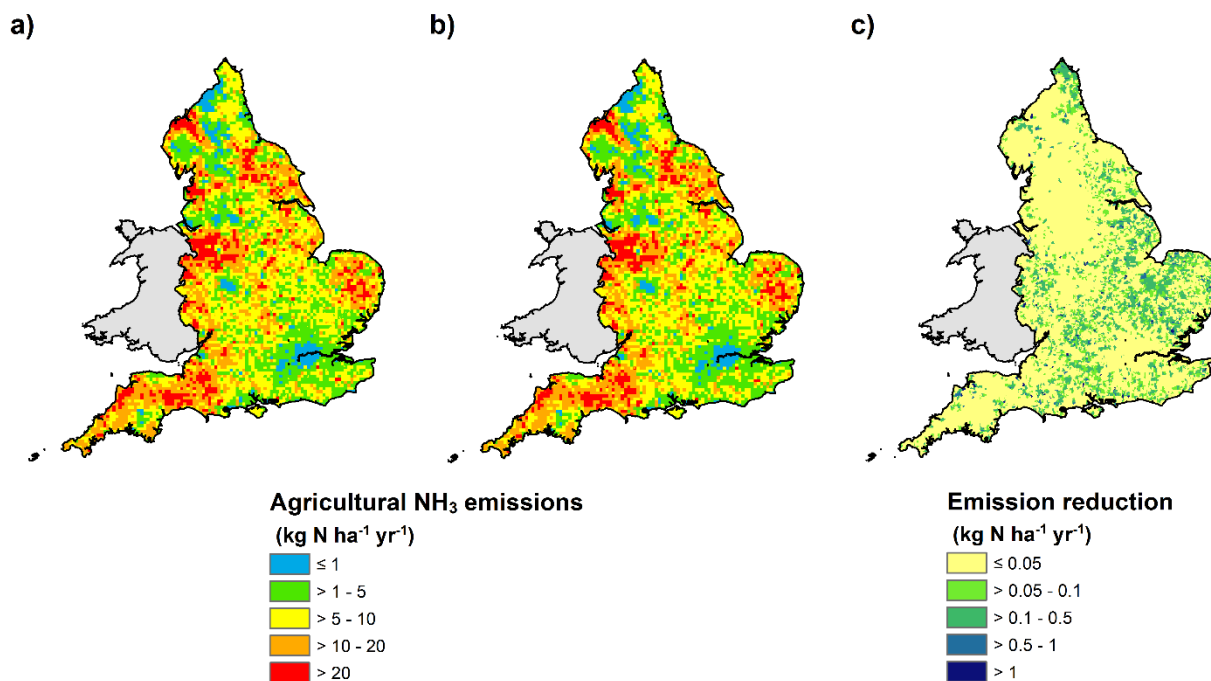 a)
b)
c)
Agricultural NH₃ emissions
(kg N ha⁻¹ yr⁻¹)
≤ 1
> 1 - 5
> 5 - 10
> 10 - 20
> 20
Emission reduction
(kg N ha⁻¹ yr⁻¹)
≤ 0.05
> 0.05 - 0.1
> 0.1 - 0.5
> 0.5 - 1
> 1